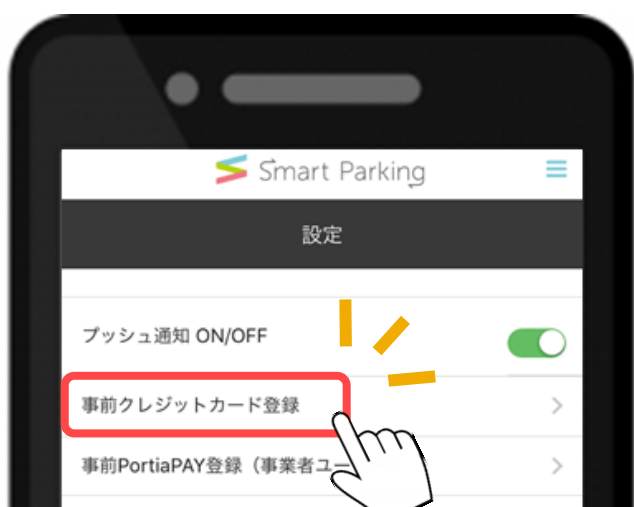 Smart Parking
設定
プッシュ通知 ON/OFF
事前クレジットカード登録
事前PortiaPAY登録（事業者ユー